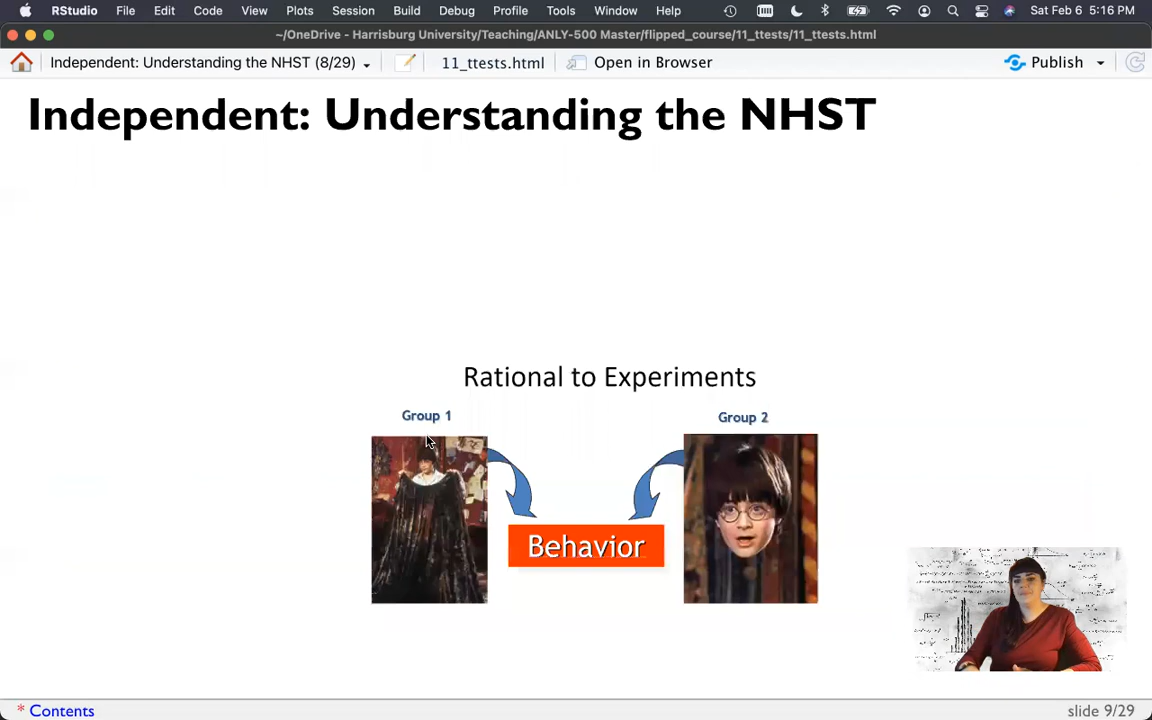 RStudio File Edit Code View Plots Session Build Debug Profile Tools Window Help Sat Feb 6 5:16 PM
~/OneDrive - Harrisburg University/Teaching/ANLY-500 Master/flipped_course/11_ttests/11_ttests.html
Independent: Understanding the NHST (8/29) 11_ttests.html Open in Browser Publish
Independent: Understanding the NHST
Rational to Experiments
Group 1 Group 2
Behavior
* Contents slide 9/29